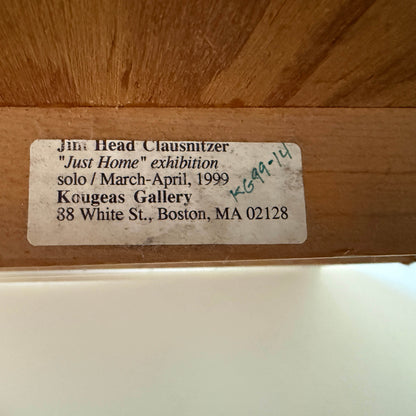 Jim Head Clausnitzer
"Just Home" exhibition
solo / March-April, 1999
Kougeas Gallery
38 White St., Boston, MA 02128
KG99-14